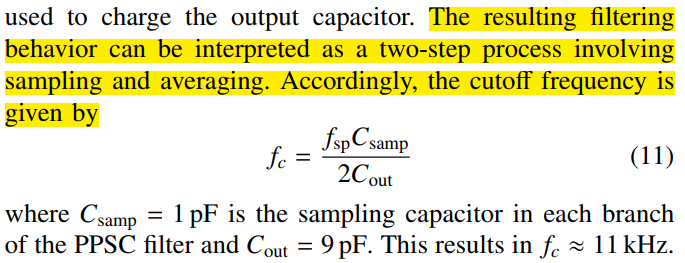 used to charge the output capacitor. The resulting filtering
behavior can be interpreted as a two-step process involving
sampling and averaging. Accordingly, the cutoff frequency is
given by
f_c = f_sp C_samp / 2C_out (11)
where C_samp = 1 pF is the sampling capacitor in each branch
of the PPSC filter and C_out = 9 pF. This results in f_c ≈ 11 kHz.